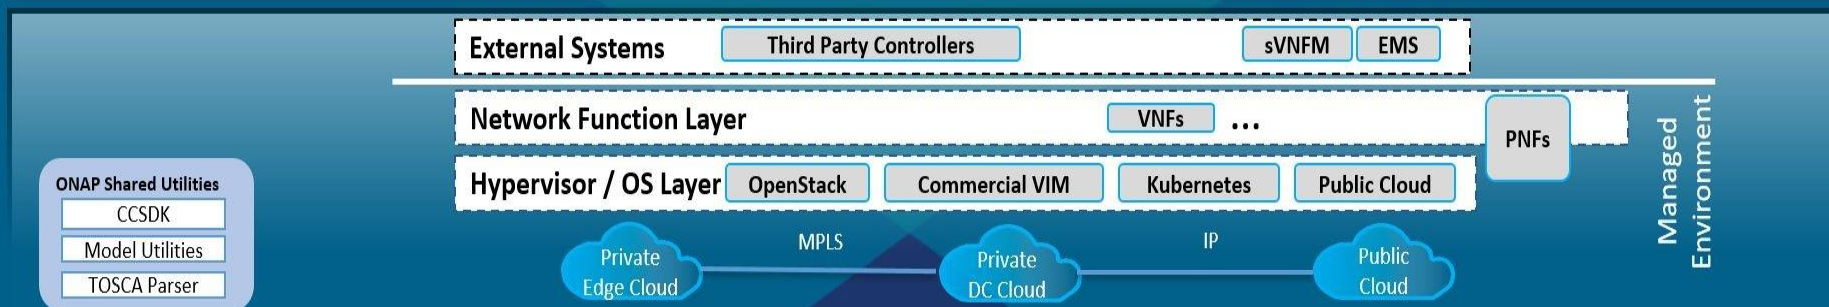 External Systems
Third Party Controllers
sVNFM
EMS
Network Function Layer
VNFs
...
PNFs
Hypervisor / OS Layer
OpenStack
Commercial VIM
Kubernetes
Public Cloud
Managed
Environment
ONAP Shared Utilities
CCSDK
Model Utilities
TOSCA Parser
Private
Edge Cloud
MPLS
Private
DC Cloud
IP
Public
Cloud